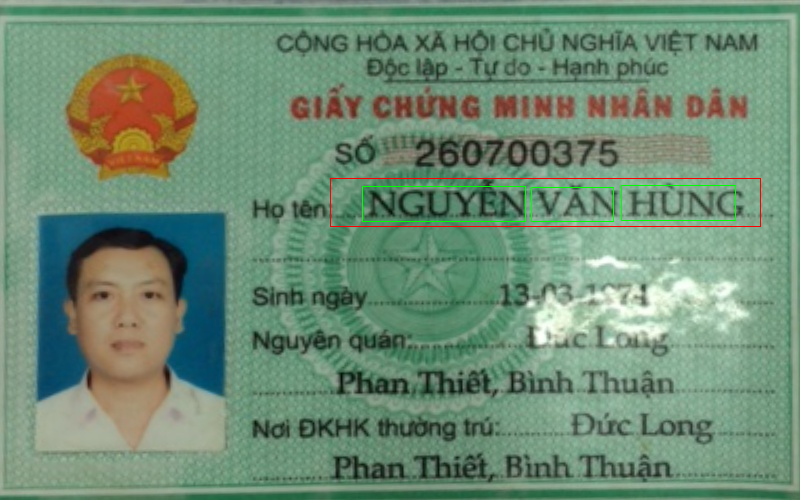 CỘNG HÒA XÃ HỘI CHỦ NGHĨA VIỆT NAM
Độc lập - Tự do - Hạnh phúc
GIẤY CHỨNG MINH NHÂN DÂN
SỐ 260700375
Họ tên: NGUYỄN VĂN HÙNG
Sinh ngày 13-03-1974
Nguyên quán: Đức Long
Phan Thiết, Bình Thuận
Nơi ĐKHK thường trú: Đức Long
Phan Thiết, Bình Thuận
VIỆT NAM